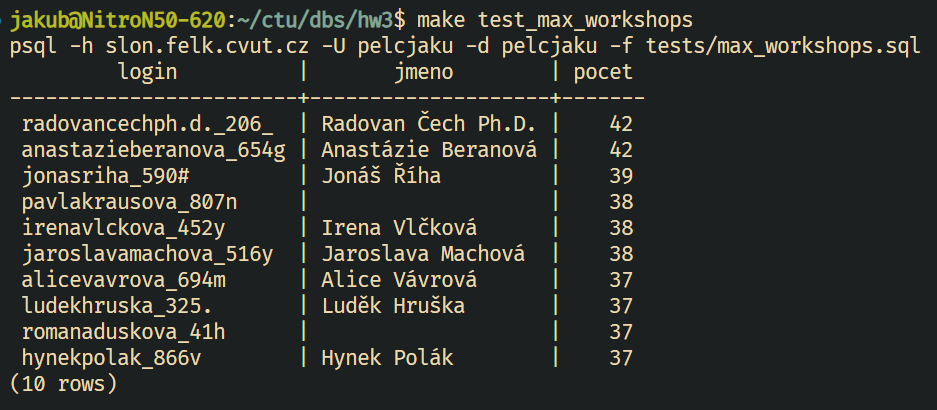 jakub@NitroN50-620:~/ctu/dbs/hw3$ make test_max_workshops
psql -h slon.felk.cvut.cz -U pelcjaku -d pelcjaku -f tests/max_workshops.sql
login | jmeno | pocet
------------------------+---------------------+-------
radovancechph.d._206_ | Radovan Čech Ph.D. | 42
anastazieberanova_654g | Anastázie Beranová | 42
jonasriha_590# | Jonáš Říha | 39
pavlakrausova_807n | | 38
irenavlckova_452y | Irena Vlčková | 38
jaroslavamachova_516y | Jaroslava Machová | 38
alicevavrova_694m | Alice Vávrová | 37
ludekhruska_325. | Luděk Hruška | 37
romanaduskova_41h | | 37
hynekpolak_866v | Hynek Polák | 37
(10 rows)